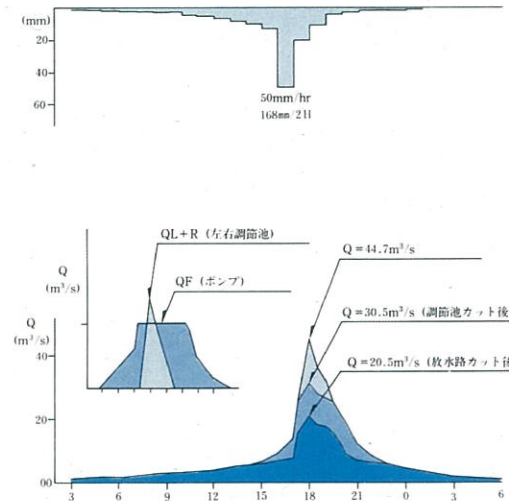 (mm)
20
40
60
50mm/hr
168mm/2日
QL+R (左右調節池)
QF (ポンプ)
Q
(m³/s)
Q=44.7m³/s
Q=30.5m³/s (調節池カット後
Q=20.5m³/s (放水路カット後
Q
(m³/s)
40
20
00
3 6 9 12 15 18 21 0 3 6